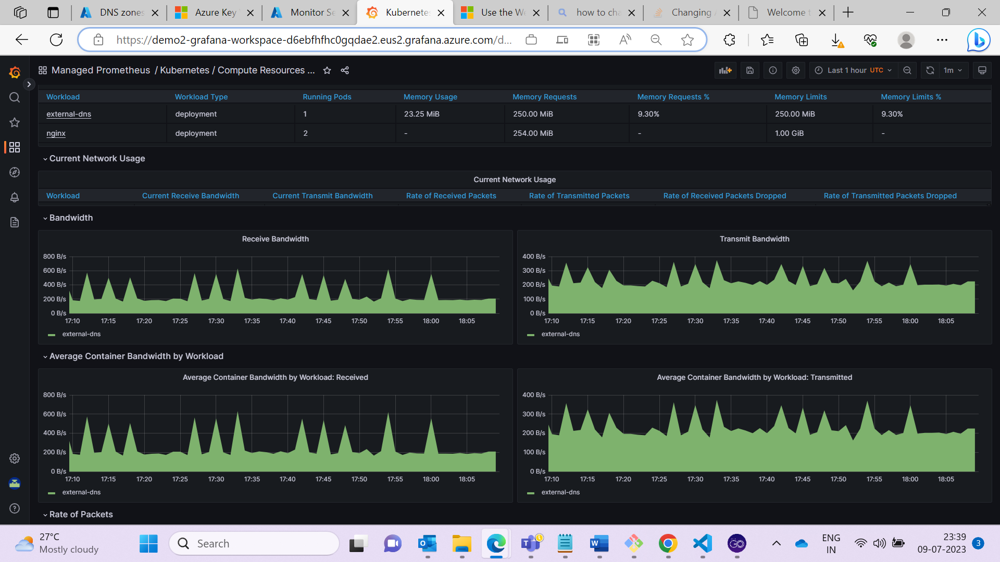 DNS zones
Azure Key
Monitor Se
Kubernetes
Use the We
how to cha
Changing
Welcome t
https://demo2-grafana-workspace-d6ebfhfhc0gqdae2.eus2.grafana.azure.com/d...
Managed Prometheus / Kubernetes / Compute Resources ...
Last 1 hour UTC
1m
Workload Workload Type Running Pods Memory Usage Memory Requests Memory Requests % Memory Limits Memory Limits %
external-dns deployment 1 23.25 MiB 250.00 MiB 9.30% 250.00 MiB 9.30%
nginx deployment 2 - 254.00 MiB - 1.00 GiB -
Current Network Usage
Current Network Usage
Workload Current Receive Bandwidth Current Transmit Bandwidth Rate of Received Packets Rate of Transmitted Packets Rate of Received Packets Dropped Rate of Transmitted Packets Dropped
Bandwidth
Receive Bandwidth
800 B/s
600 B/s
400 B/s
200 B/s
0 B/s
17:10 17:15 17:20 17:25 17:30 17:35 17:40 17:45 17:50 17:55 18:00 18:05
external-dns
Transmit Bandwidth
400 B/s
300 B/s
200 B/s
100 B/s
0 B/s
17:10 17:15 17:20 17:25 17:30 17:35 17:40 17:45 17:50 17:55 18:00 18:05
external-dns
Average Container Bandwidth by Workload
Average Container Bandwidth by Workload: Received
800 B/s
600 B/s
400 B/s
200 B/s
0 B/s
17:10 17:15 17:20 17:25 17:30 17:35 17:40 17:45 17:50 17:55 18:00 18:05
external-dns
Average Container Bandwidth by Workload: Transmitted
400 B/s
300 B/s
200 B/s
100 B/s
0 B/s
17:10 17:15 17:20 17:25 17:30 17:35 17:40 17:45 17:50 17:55 18:00 18:05
external-dns
Rate of Packets
27°C
Mostly cloudy
Search
ENG
IN
23:39
09-07-2023
3